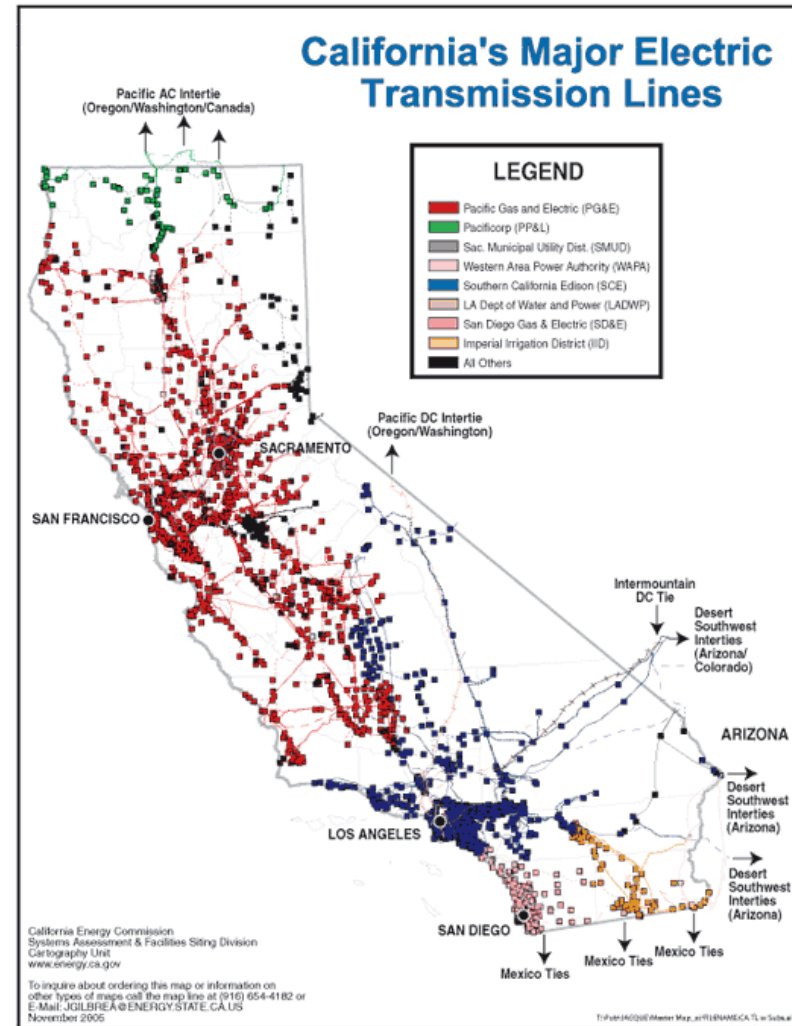 California's Major Electric
Transmission Lines
Pacific AC Intertie
(Oregon/Washington/Canada)
LEGEND
Pacific Gas and Electric (PG&E)
Pacificorp (PP&L)
Sac. Municipal Utility Dist. (SMUD)
Western Area Power Authority (WAPA)
Southern California Edison (SCE)
LA Dept of Water and Power (LADWP)
San Diego Gas & Electric (SD&E)
Imperial Irrigation District (IID)
All Others
Pacific DC Intertie
(Oregon/Washington)
SACRAMENTO
SAN FRANCISCO
Intermountain
DC Tie
Desert
Southwest
Interties
(Arizona/
Colorado)
ARIZONA
Desert
Southwest
Interties
(Arizona)
LOS ANGELES
Desert
Southwest
Interties
(Arizona)
SAN DIEGO
Mexico Ties
Mexico Ties
Mexico Ties
California Energy Commission
Systems Assessment & Facilities Siting Division
Cartography Unit
www.energy.ca.gov
To inquire about ordering this map or information on
other types of maps call the map line at (916) 654-4182 or
E-Mail: JGILBREA@ENERGY.STATE.CA.US
November 2005